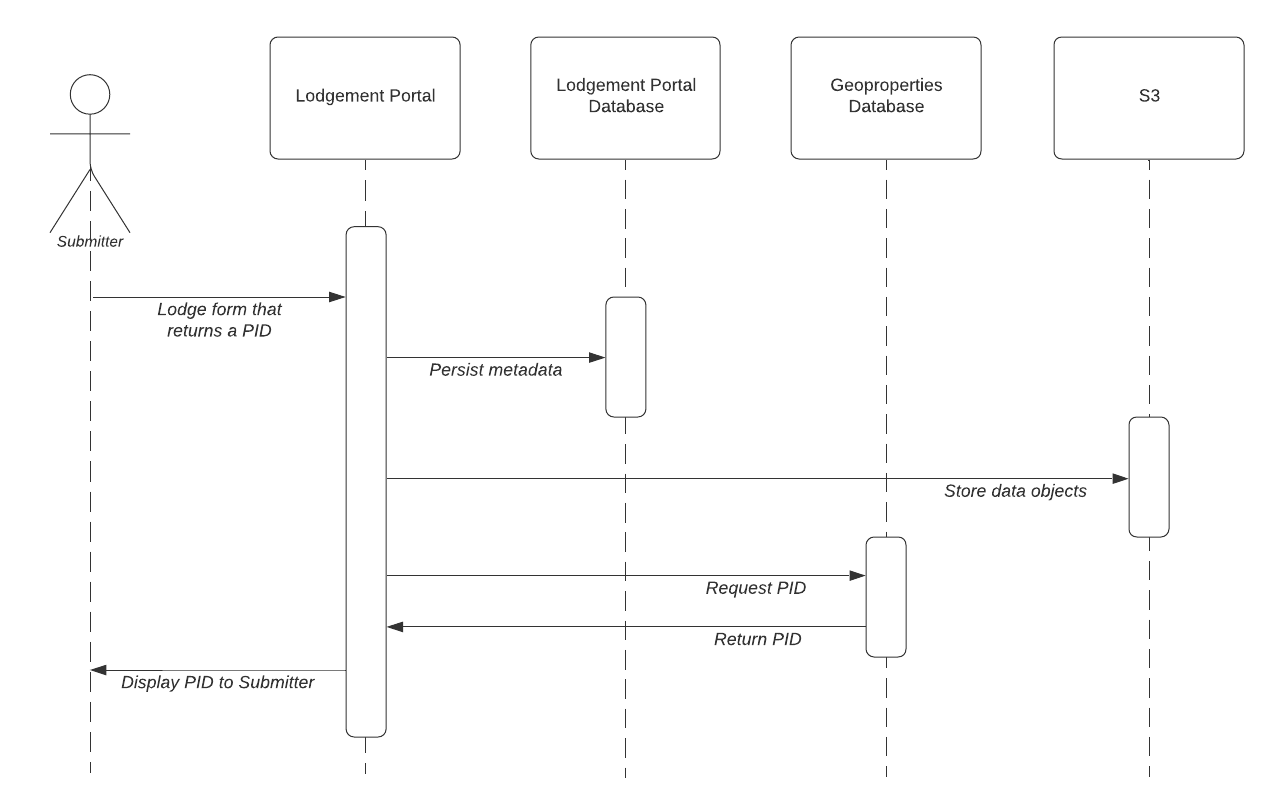 Lodgement Portal
Lodgement Portal
Database
Geoproperties
Database
S3
Submitter
Lodge form that
returns a PID
Persist metadata
Store data objects
Request PID
Return PID
Display PID to Submitter